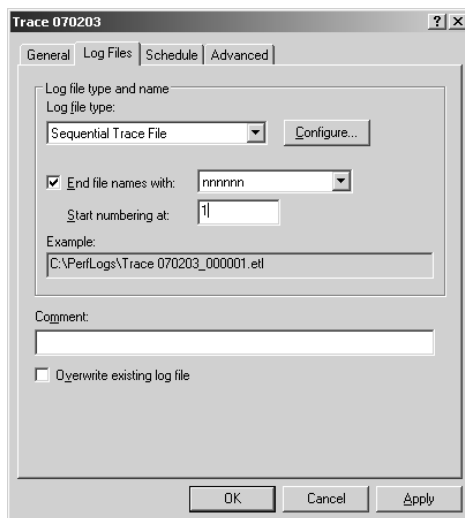 Trace 070203
General Log Files Schedule Advanced
Log file type and name
Log file type:
Sequential Trace File Configure...
End file names with: nnnnnn
Start numbering at: 1
Example:
C:\PerfLogs\Trace 070203_000001.etl
Comment:
Overwrite existing log file
OK Cancel Apply